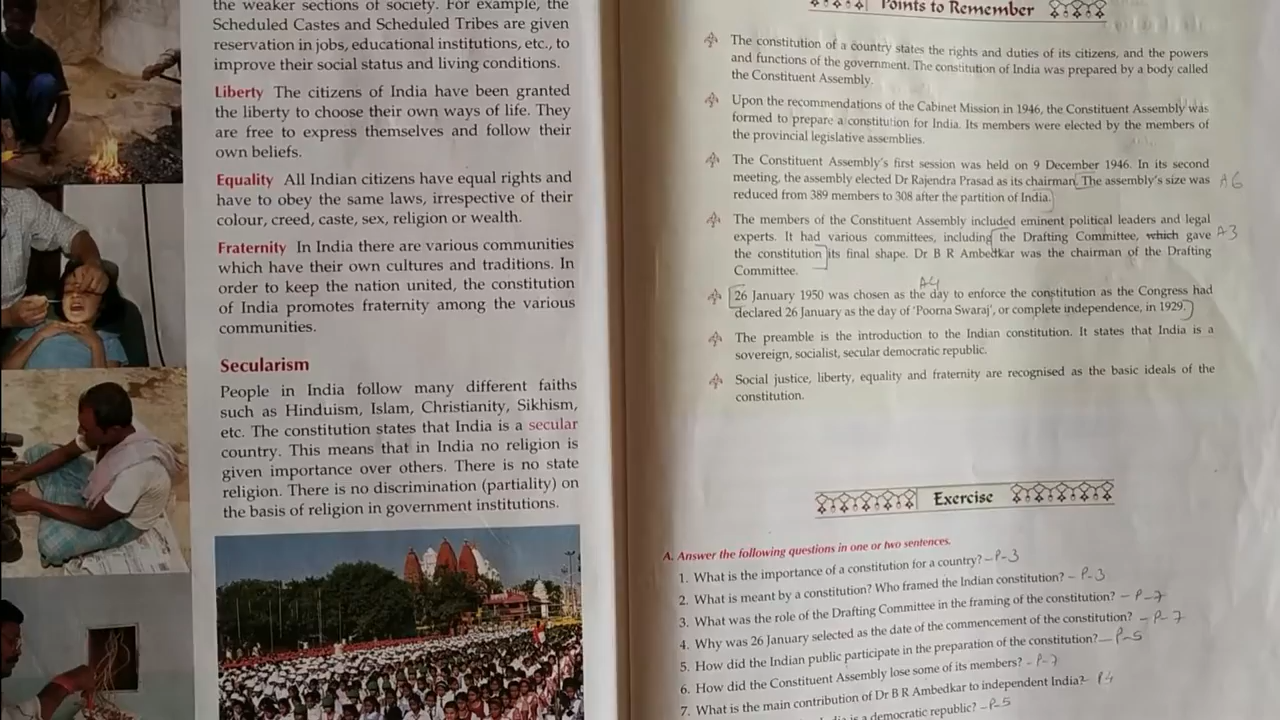 the weaker sections of society. For example, the
Scheduled Castes and Scheduled Tribes are given
reservation in jobs, educational institutions, etc., to
improve their social status and living conditions.
Liberty The citizens of India have been granted
the liberty to choose their own ways of life. They
are free to express themselves and follow their
own beliefs.
Equality All Indian citizens have equal rights and
have to obey the same laws, irrespective of their
colour, creed, caste, sex, religion or wealth.
Fraternity In India there are various communities
which have their own cultures and traditions. In
order to keep the nation united, the constitution
of India promotes fraternity among the various
communities.
Secularism
People in India follow many different faiths
such as Hinduism, Islam, Christianity, Sikhism,
etc. The constitution states that India is a secular
country. This means that in India no religion is
given importance over others. There is no state
religion. There is no discrimination (partiality) on
the basis of religion in government institutions.
Points to Remember
The constitution of a country states the rights and duties of its citizens, and the powers
and functions of the government. The constitution of India was prepared by a body called
the Constituent Assembly.
Upon the recommendations of the Cabinet Mission in 1946, the Constituent Assembly was
formed to prepare a constitution for India. Its members were elected by the members of
the provincial legislative assemblies.
The Constituent Assembly's first session was held on 9 December 1946. In its second
meeting, the assembly elected Dr Rajendra Prasad as its chairman. The assembly's size was A6
reduced from 389 members to 308 after the partition of India.
The members of the Constituent Assembly included eminent political leaders and legal
experts. It had various committees, including the Drafting Committee, which gave A3
the constitution its final shape. Dr B R Ambedkar was the chairman of the Drafting
Committee.
A4
26 January 1950 was chosen as the day to enforce the constitution as the Congress had
declared 26 January as the day of 'Poorna Swaraj', or complete independence, in 1929.
The preamble is the introduction to the Indian constitution. It states that India is a
sovereign, socialist, secular democratic republic.
Social justice, liberty, equality and fraternity are recognised as the basic ideals of the
constitution.
Exercise
A. Answer the following questions in one or two sentences.
1. What is the importance of a constitution for a country? – P-3
2. What is meant by a constitution? Who framed the Indian constitution? – P-3
3. What was the role of the Drafting Committee in the framing of the constitution? – P-7
4. Why was 26 January selected as the date of the commencement of the constitution? – P-7
5. How did the Indian public participate in the preparation of the constitution? – P-5
6. How did the Constituent Assembly lose some of its members? – P-7
7. What is the main contribution of Dr B R Ambedkar to independent India? P4
is a democratic republic? – P-5